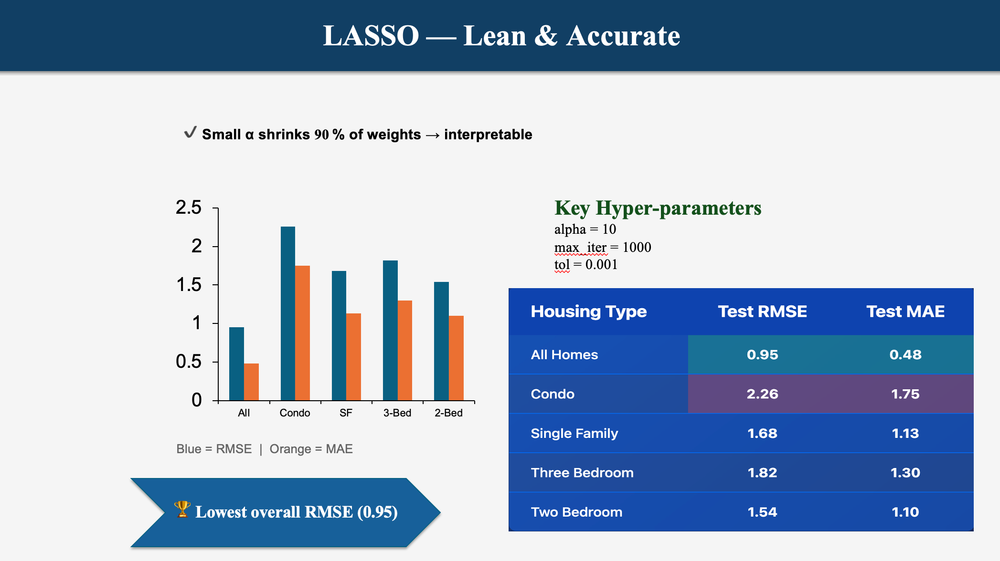 LASSO — Lean & Accurate
✔ Small α shrinks 90 % of weights → interpretable
2.5
2
1.5
1
0.5
0
All Condo SF 3-Bed 2-Bed
Blue = RMSE | Orange = MAE
🏆 Lowest overall RMSE (0.95)
Key Hyper-parameters
alpha = 10
max_iter = 1000
tol = 0.001
Housing Type Test RMSE Test MAE
All Homes 0.95 0.48
Condo 2.26 1.75
Single Family 1.68 1.13
Three Bedroom 1.82 1.30
Two Bedroom 1.54 1.10